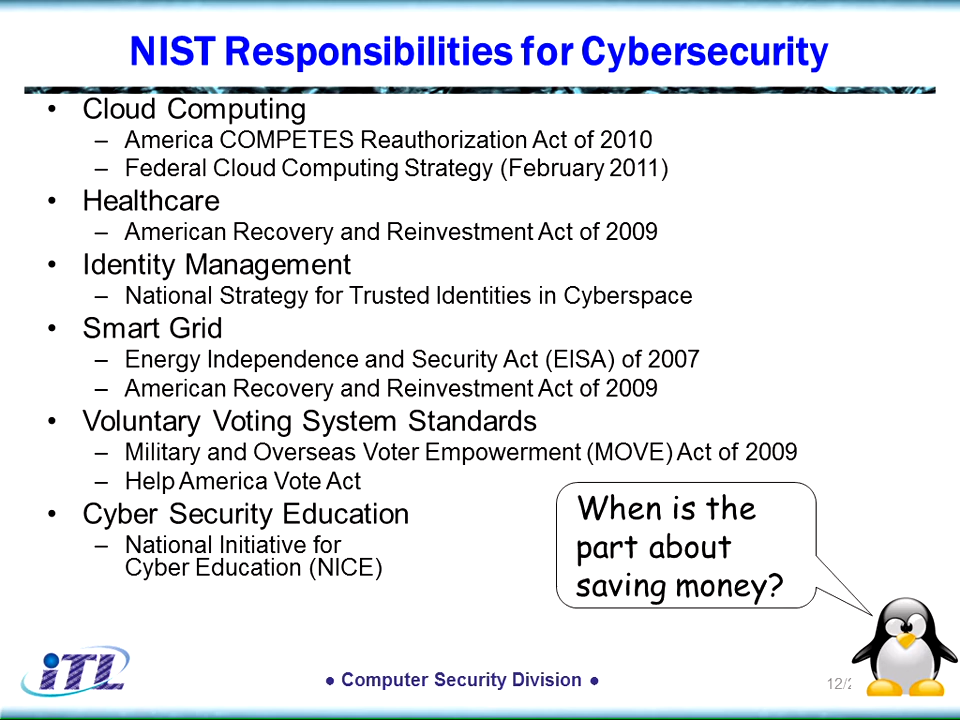 NIST Responsibilities for Cybersecurity
• Cloud Computing
– America COMPETES Reauthorization Act of 2010
– Federal Cloud Computing Strategy (February 2011)
• Healthcare
– American Recovery and Reinvestment Act of 2009
• Identity Management
– National Strategy for Trusted Identities in Cyberspace
• Smart Grid
– Energy Independence and Security Act (EISA) of 2007
– American Recovery and Reinvestment Act of 2009
• Voluntary Voting System Standards
– Military and Overseas Voter Empowerment (MOVE) Act of 2009
– Help America Vote Act
• Cyber Security Education
– National Initiative for
Cyber Education (NICE)
When is the
part about
saving money?
iTL
● Computer Security Division ●
12/2